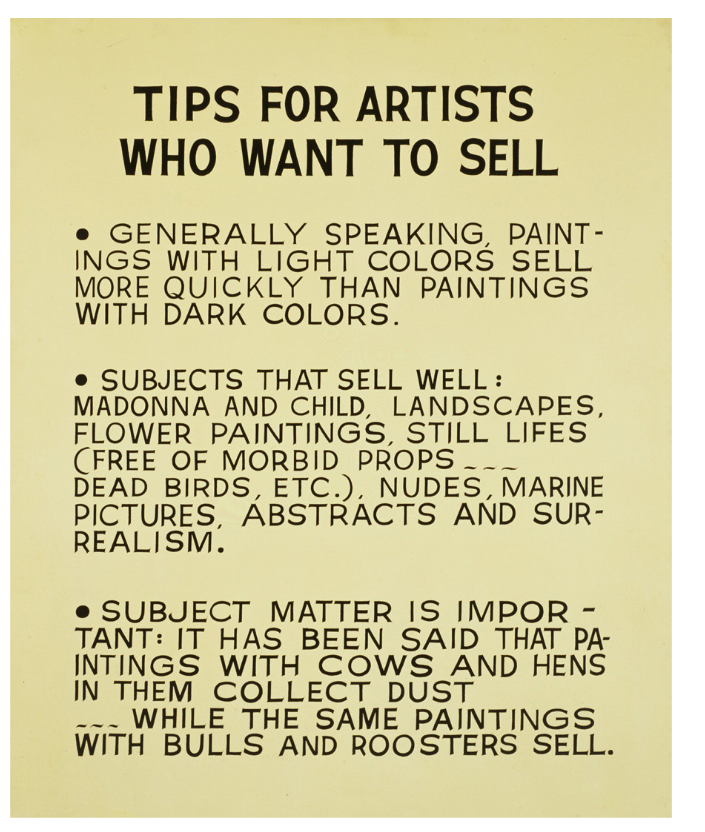 TIPS FOR ARTISTS
WHO WANT TO SELL
• GENERALLY SPEAKING, PAINT-
INGS WITH LIGHT COLORS SELL
MORE QUICKLY THAN PAINTINGS
WITH DARK COLORS.
• SUBJECTS THAT SELL WELL:
MADONNA AND CHILD, LANDSCAPES,
FLOWER PAINTINGS, STILL LIFES
(FREE OF MORBID PROPS ---
DEAD BIRDS, ETC.), NUDES, MARINE
PICTURES, ABSTRACTS AND SUR-
REALISM.
• SUBJECT MATTER IS IMPOR-
TANT: IT HAS BEEN SAID THAT PA-
INTINGS WITH COWS AND HENS
IN THEM COLLECT DUST
--- WHILE THE SAME PAINTINGS
WITH BULLS AND ROOSTERS SELL.